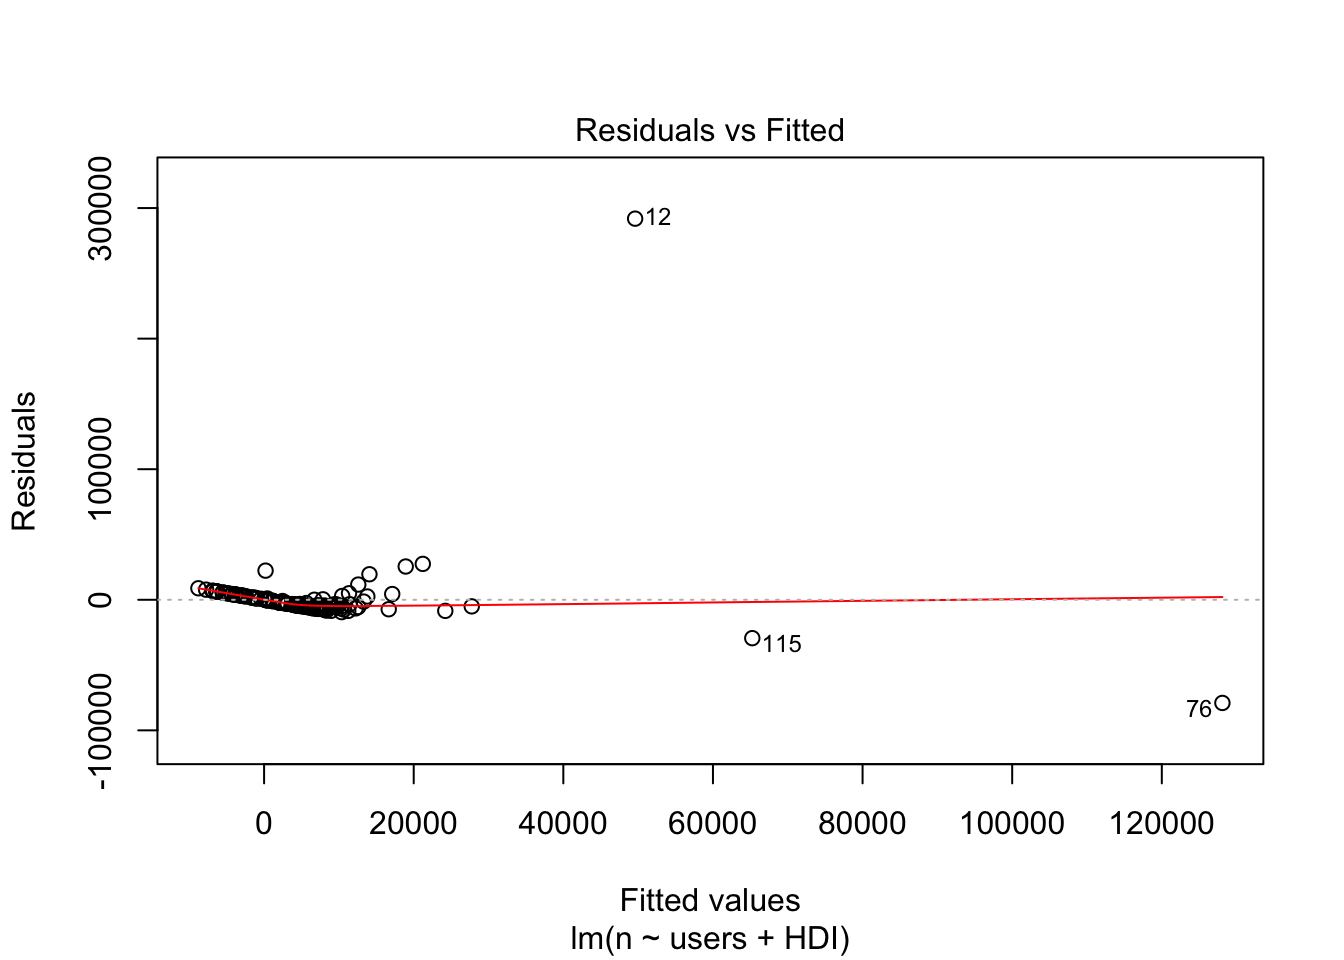 Residuals vs Fitted
Residuals
300000
100000
0
-100000
12
115
76
0 20000 40000 60000 80000 100000 120000
Fitted values
lm(n ~ users + HDI)